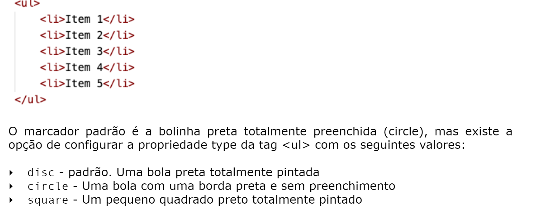 <ul>
<li>Item 1</li>
<li>Item 2</li>
<li>Item 3</li>
<li>Item 4</li>
<li>Item 5</li>
</ul>
O marcador padrão é a bolinha preta totalmente preenchida (circle), mas existe a
opção de configurar a propriedade type da tag <ul> com os seguintes valores:
‣ disc - padrão. Uma bola preta totalmente pintada
‣ circle - Uma bola com uma borda preta e sem preenchimento
‣ square - Um pequeno quadrado preto totalmente pintado